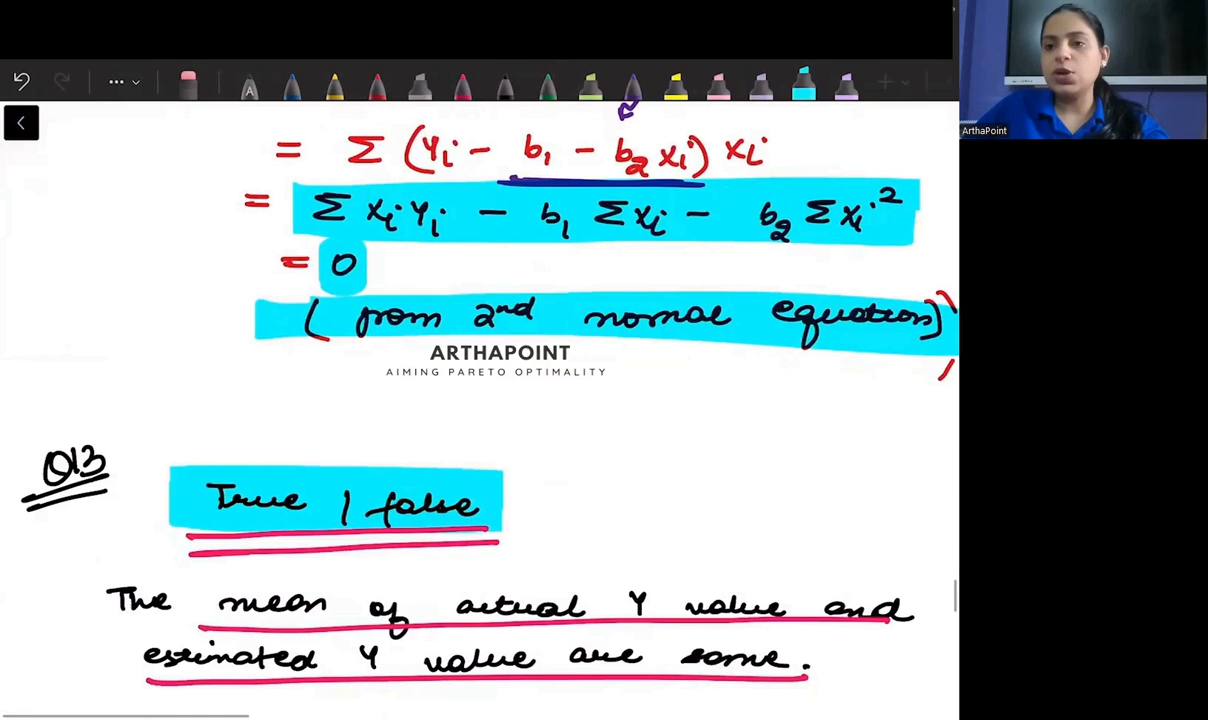 ArthaPoint
= Σ (Yi - b₁ - b₂ Xi) Xi
= Σ XiYi - b₁ ΣXi - b₂ ΣXi²
= 0
( from 2nd normal equation)
ARTHAPOINT
AIMING PARETO OPTIMALITY
Q13
True / false
The mean of actual Y value and
estimated Y value are same.